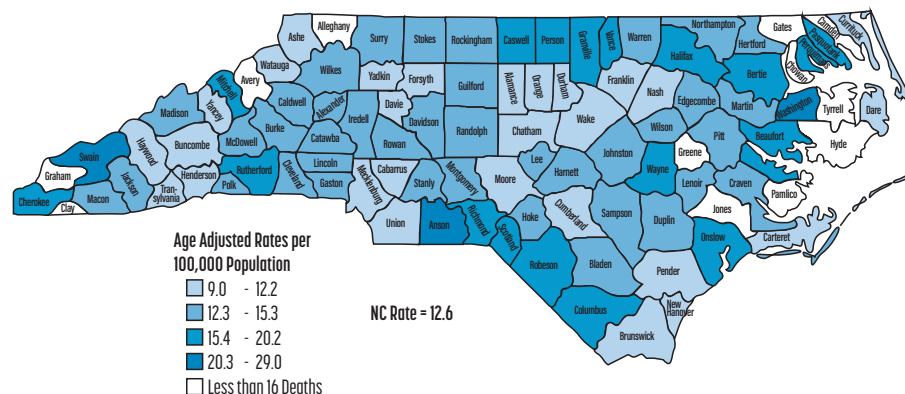 Ashe
Alleghany
Surry
Stokes
Rockingham
Caswell
Person
Granville
Vance
Warren
Northampton
Gates
Camden
Currituck
Pasquotank
Perquimans
Hertford
Halifax
Chowan
Bertie
Watauga
Wilkes
Yadkin
Forsyth
Guilford
Alamance
Orange
Durham
Franklin
Nash
Edgecombe
Martin
Washington
Tyrrell
Dare
Mitchell
Avery
Caldwell
Alexander
Iredell
Davie
Davidson
Randolph
Chatham
Wake
Wilson
Pitt
Beaufort
Hyde
Madison
Yancey
McDowell
Burke
Catawba
Rowan
Swain
Haywood
Buncombe
Rutherford
Cleveland
Lincoln
Gaston
Cabarrus
Stanly
Montgomery
Moore
Lee
Harnett
Johnston
Wayne
Greene
Lenoir
Craven
Pamlico
Graham
Cherokee
Clay
Macon
Jackson
Tran-
sylvania
Henderson
Polk
Mecklenburg
Union
Anson
Richmond
Scotland
Hoke
Cumberland
Sampson
Duplin
Jones
Onslow
Carteret
Robeson
Bladen
Pender
New
Hanover
Columbus
Brunswick
Age Adjusted Rates per
100,000 Population
9.0 - 12.2
12.3 - 15.3
15.4 - 20.2
20.3 - 29.0
Less than 16 Deaths
NC Rate = 12.6